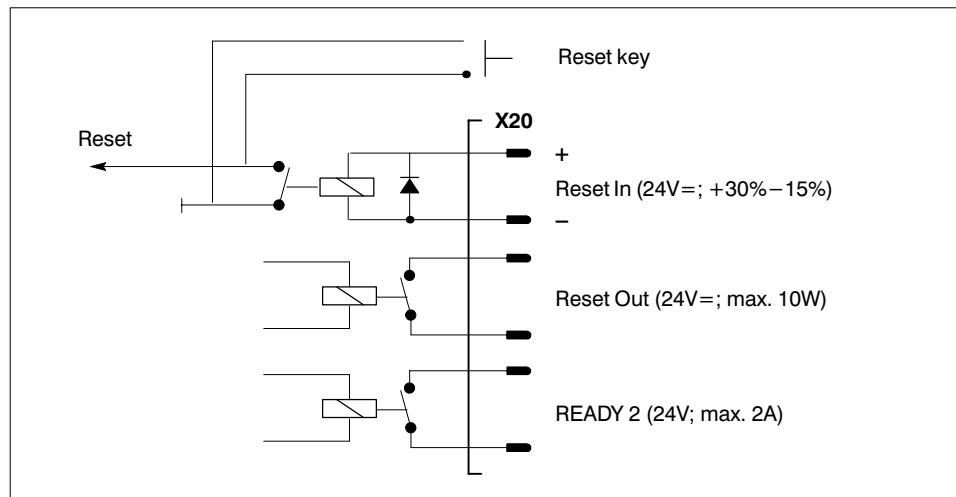 Reset key
X20
Reset
+
Reset In (24V=; +30%−15%)
−
Reset Out (24V=; max. 10W)
READY 2 (24V; max. 2A)